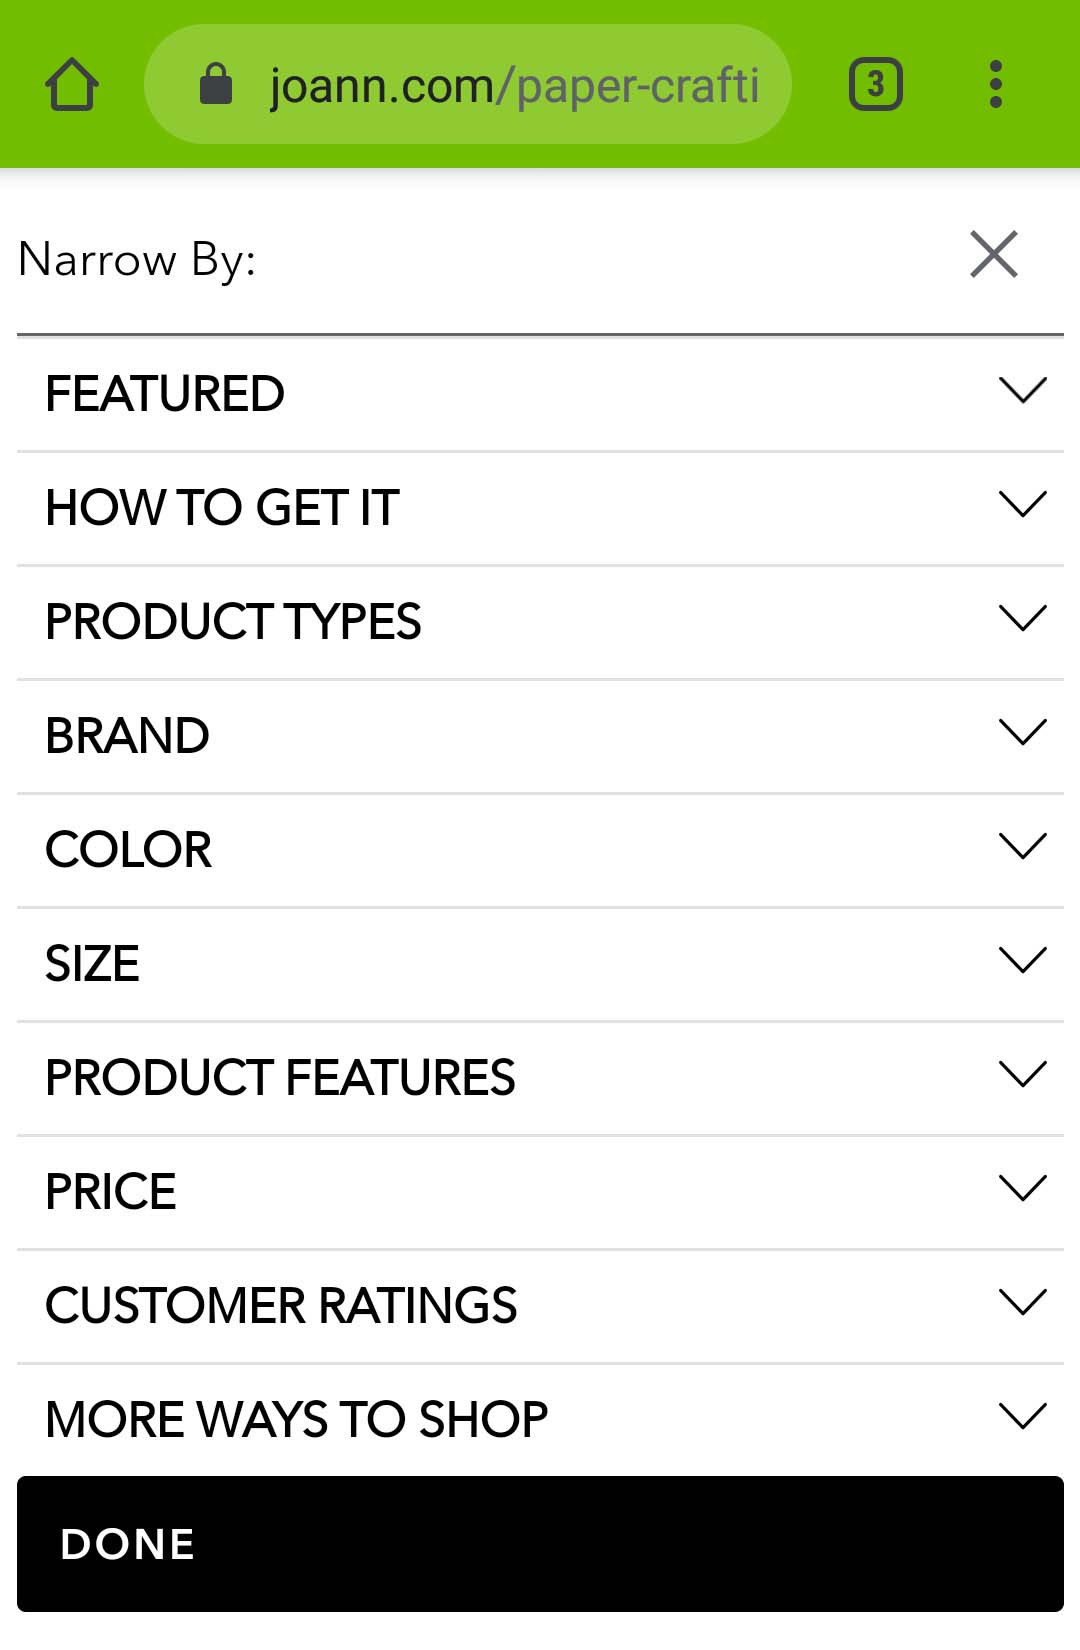 joann.com/paper-crafti
3
Narrow By:
FEATURED
HOW TO GET IT
PRODUCT TYPES
BRAND
COLOR
SIZE
PRODUCT FEATURES
PRICE
CUSTOMER RATINGS
MORE WAYS TO SHOP
DONE